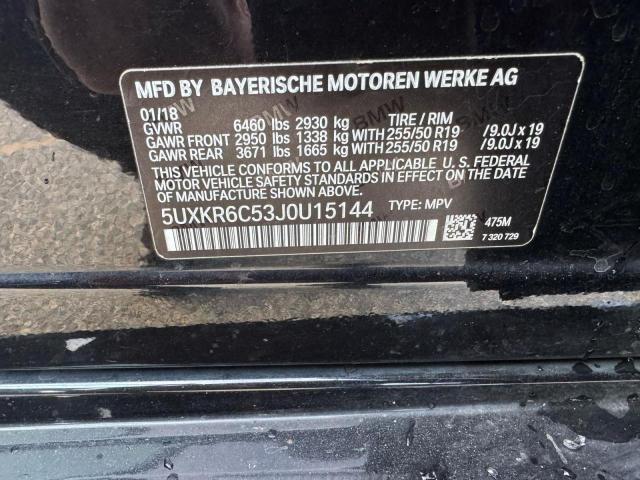 MFD BY BAYERISCHE MOTOREN WERKE AG
01/18
GVWR 6460 lbs 2930 kg TIRE / RIM
GAWR FRONT 2950 lbs 1338 kg WITH 255/50 R19 /9.0J x 19
GAWR REAR 3671 lbs 1665 kg WITH 255/50 R19 /9.0J x 19
THIS VEHICLE CONFORMS TO ALL APPLICABLE U.S. FEDERAL
MOTOR VEHICLE SAFETY STANDARDS IN EFFECT ON THE
DATE OF MANUFACTURE SHOWN ABOVE.
5UXKR6C53J0U15144 TYPE: MPV
475M
7 320 729